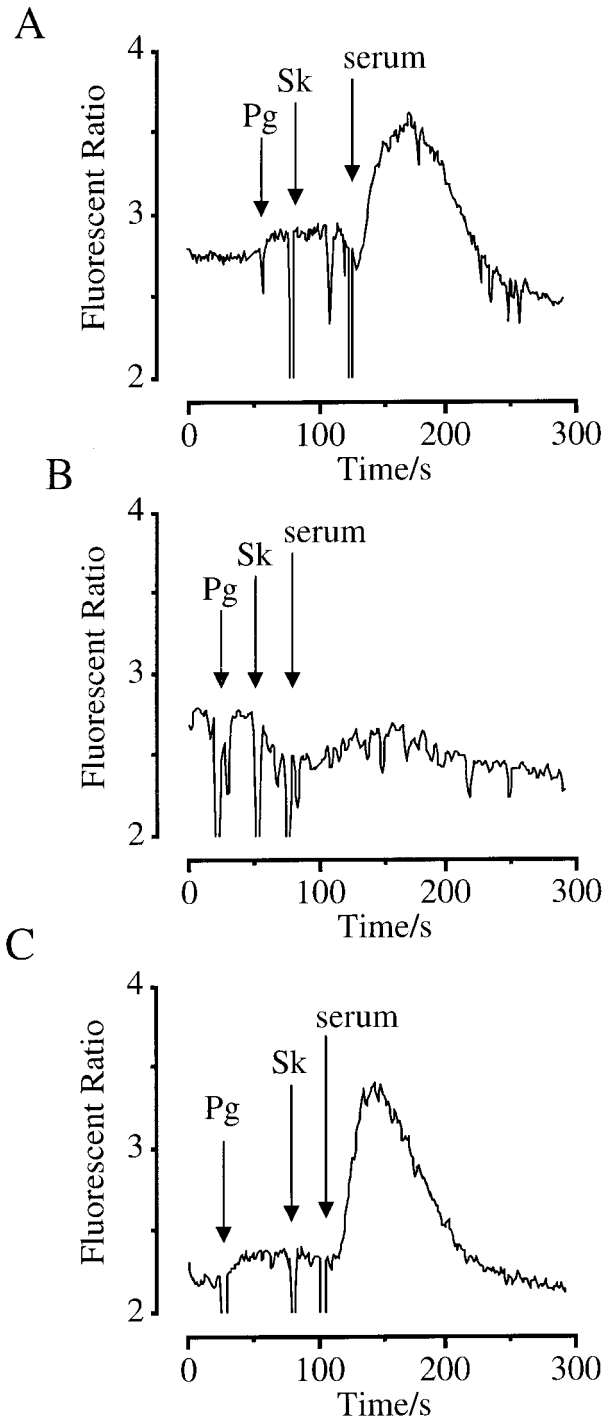 A
4
serum
Sk
Pg
3
Fluorescent Ratio
2
0 100 200 300
Time/s
B
4
serum
Sk
Pg
3
Fluorescent Ratio
2
0 100 200 300
Time/s
C
4
serum
Sk
Pg
3
Fluorescent Ratio
2
0 100 200 300
Time/s